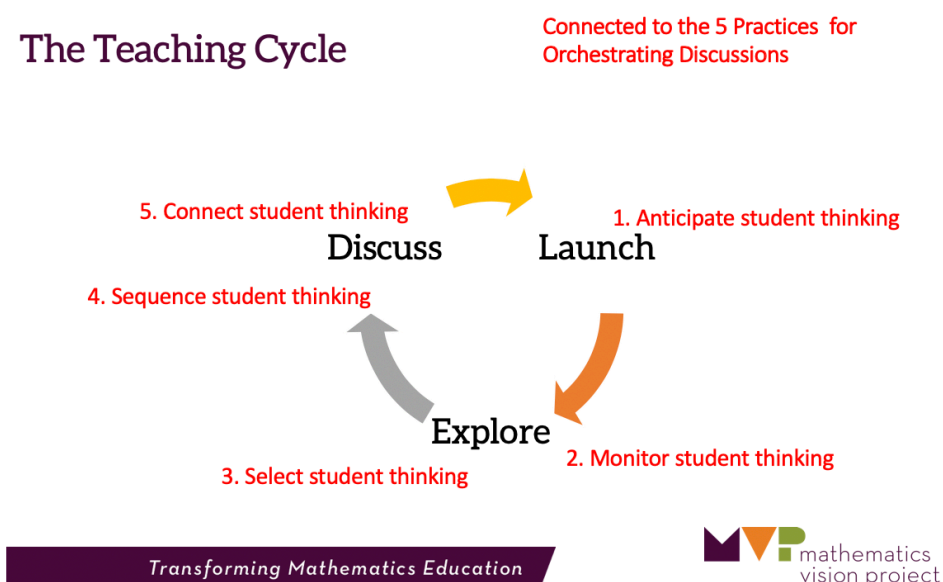 The Teaching Cycle
Connected to the 5 Practices for
Orchestrating Discussions
5. Connect student thinking
1. Anticipate student thinking
Discuss
Launch
4. Sequence student thinking
Explore
2. Monitor student thinking
3. Select student thinking
Transforming Mathematics Education
MVP
mathematics
vision project